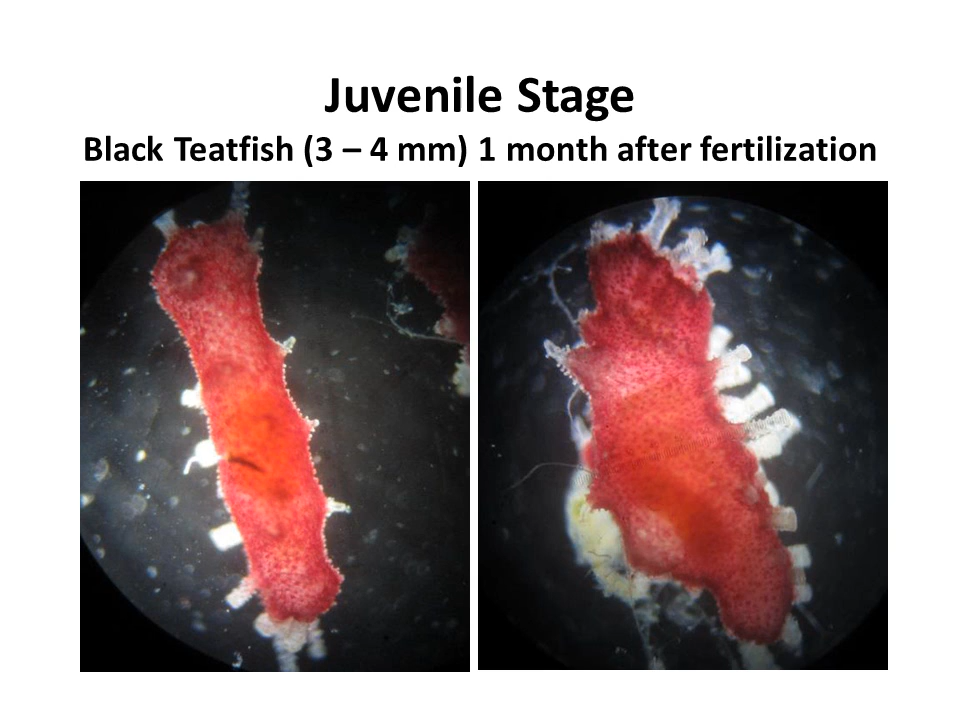 Juvenile Stage
Black Teatfish (3 – 4 mm) 1 month after fertilization